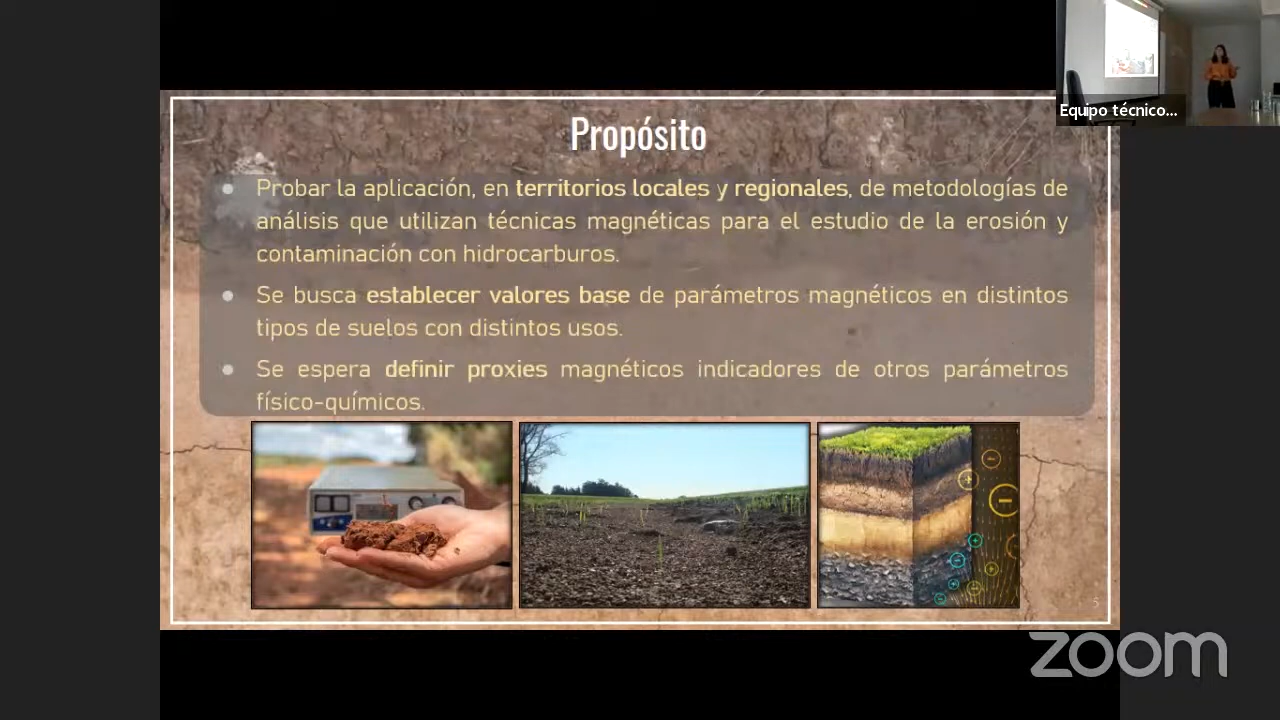 Equipo técnico...
Propósito
Probar la aplicación, en territorios locales y regionales, de metodologías de
análisis que utilizan técnicas magnéticas para el estudio de la erosión y
contaminación con hidrocarburos.
Se busca establecer valores base de parámetros magnéticos en distintos
tipos de suelos con distintos usos.
Se espera definir proxies magnéticos indicadores de otros parámetros
físico-químicos.
5
zoom